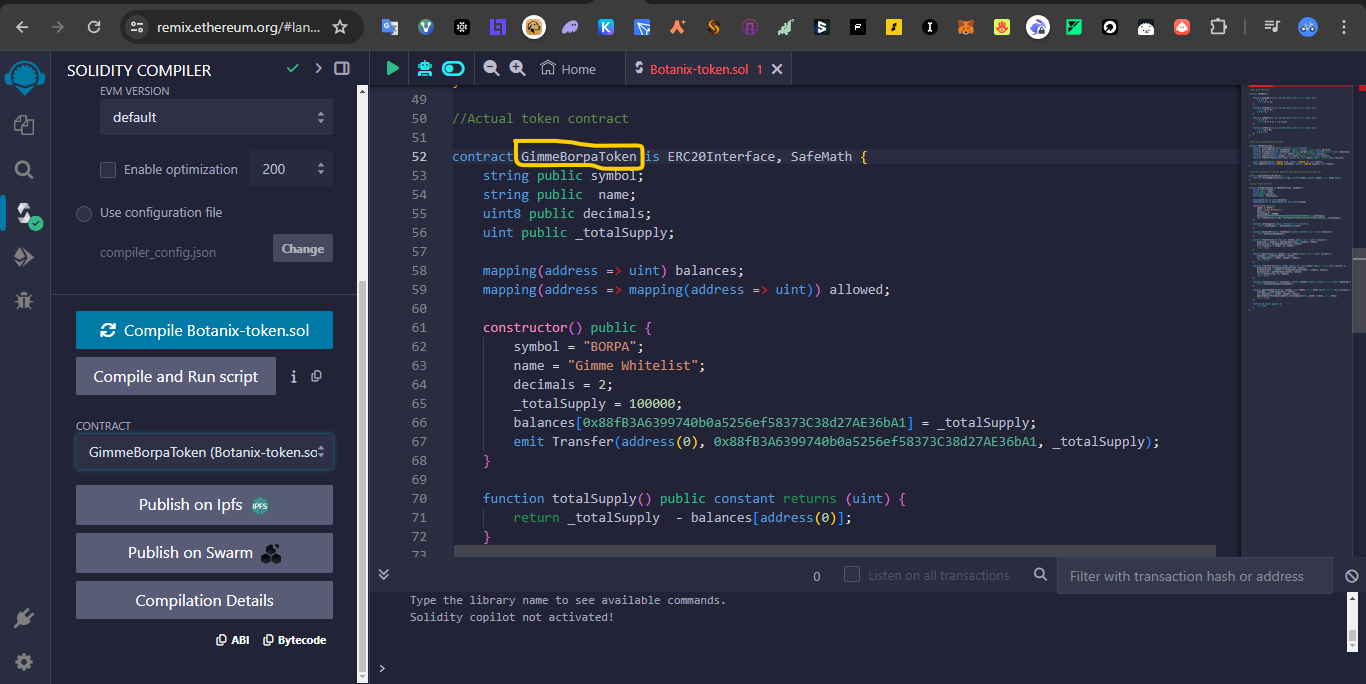 remix.ethereum.org/#lan...
SOLIDITY COMPILER
EVM VERSION
default
Enable optimization
200
Use configuration file
compiler_config.json
Change
Compile Botanix-token.sol
Compile and Run script
i
CONTRACT
GimmeBorpaToken (Botanix-token.so
Publish on Ipfs
IPFS
Publish on Swarm
Compilation Details
ABI
Bytecode
Home
Botanix-token.sol 1
49
50 //Actual token contract
51
52 contract GimmeBorpaToken is ERC20Interface, SafeMath {
53 string public symbol;
54 string public  name;
55 uint8 public decimals;
56 uint public _totalSupply;
57
58 mapping(address => uint) balances;
59 mapping(address => mapping(address => uint)) allowed;
60
61 constructor() public {
62 symbol = "BORPA";
63 name = "Gimme Whitelist";
64 decimals = 2;
65 _totalSupply = 100000;
66 balances[0x88fB3A6399740b0a5256ef58373C38d27AE36bA1] = _totalSupply;
67 emit Transfer(address(0), 0x88fB3A6399740b0a5256ef58373C38d27AE36bA1, _totalSupply);
68 }
69
70 function totalSupply() public constant returns (uint) {
71 return _totalSupply  - balances[address(0)];
72 }
73
0
Listen on all transactions
Filter with transaction hash or address
Type the library name to see available commands.
Solidity copilot not activated!
>